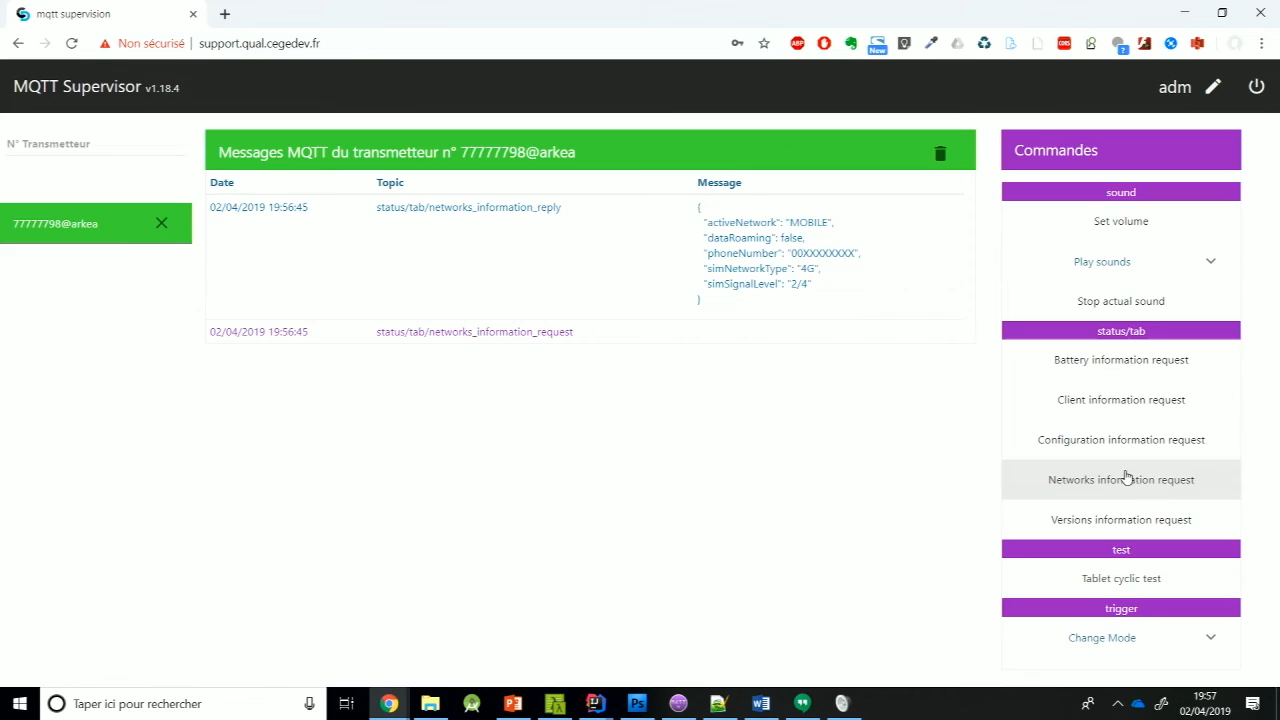 mqtt supervision
Non sécurisé | support.qual.cegedev.fr
ABP
New
CORS
?
MQTT Supervisor v1.18.4
adm
N° Transmetteur
77777798@arkea
Messages MQTT du transmetteur n° 77777798@arkea
Date Topic Message
02/04/2019 19:56:45 status/tab/networks_information_reply {
"activeNetwork": "MOBILE",
"dataRoaming": false,
"phoneNumber": "00XXXXXXXX",
"simNetworkType": "4G",
"simSignalLevel": "2/4"
}
02/04/2019 19:56:45 status/tab/networks_information_request
Commandes
sound
Set volume
Play sounds
Stop actual sound
status/tab
Battery information request
Client information request
Configuration information request
Networks information request
Versions information request
test
Tablet cyclic test
trigger
Change Mode
Taper ici pour rechercher
19:57
02/04/2019